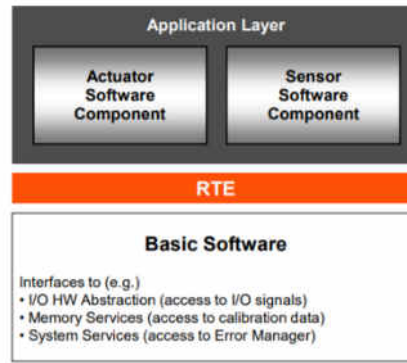 Application Layer
Actuator
Software
Component
Sensor
Software
Component
RTE
Basic Software
Interfaces to (e.g.)
• I/O HW Abstraction (access to I/O signals)
• Memory Services (access to calibration data)
• System Services (access to Error Manager)